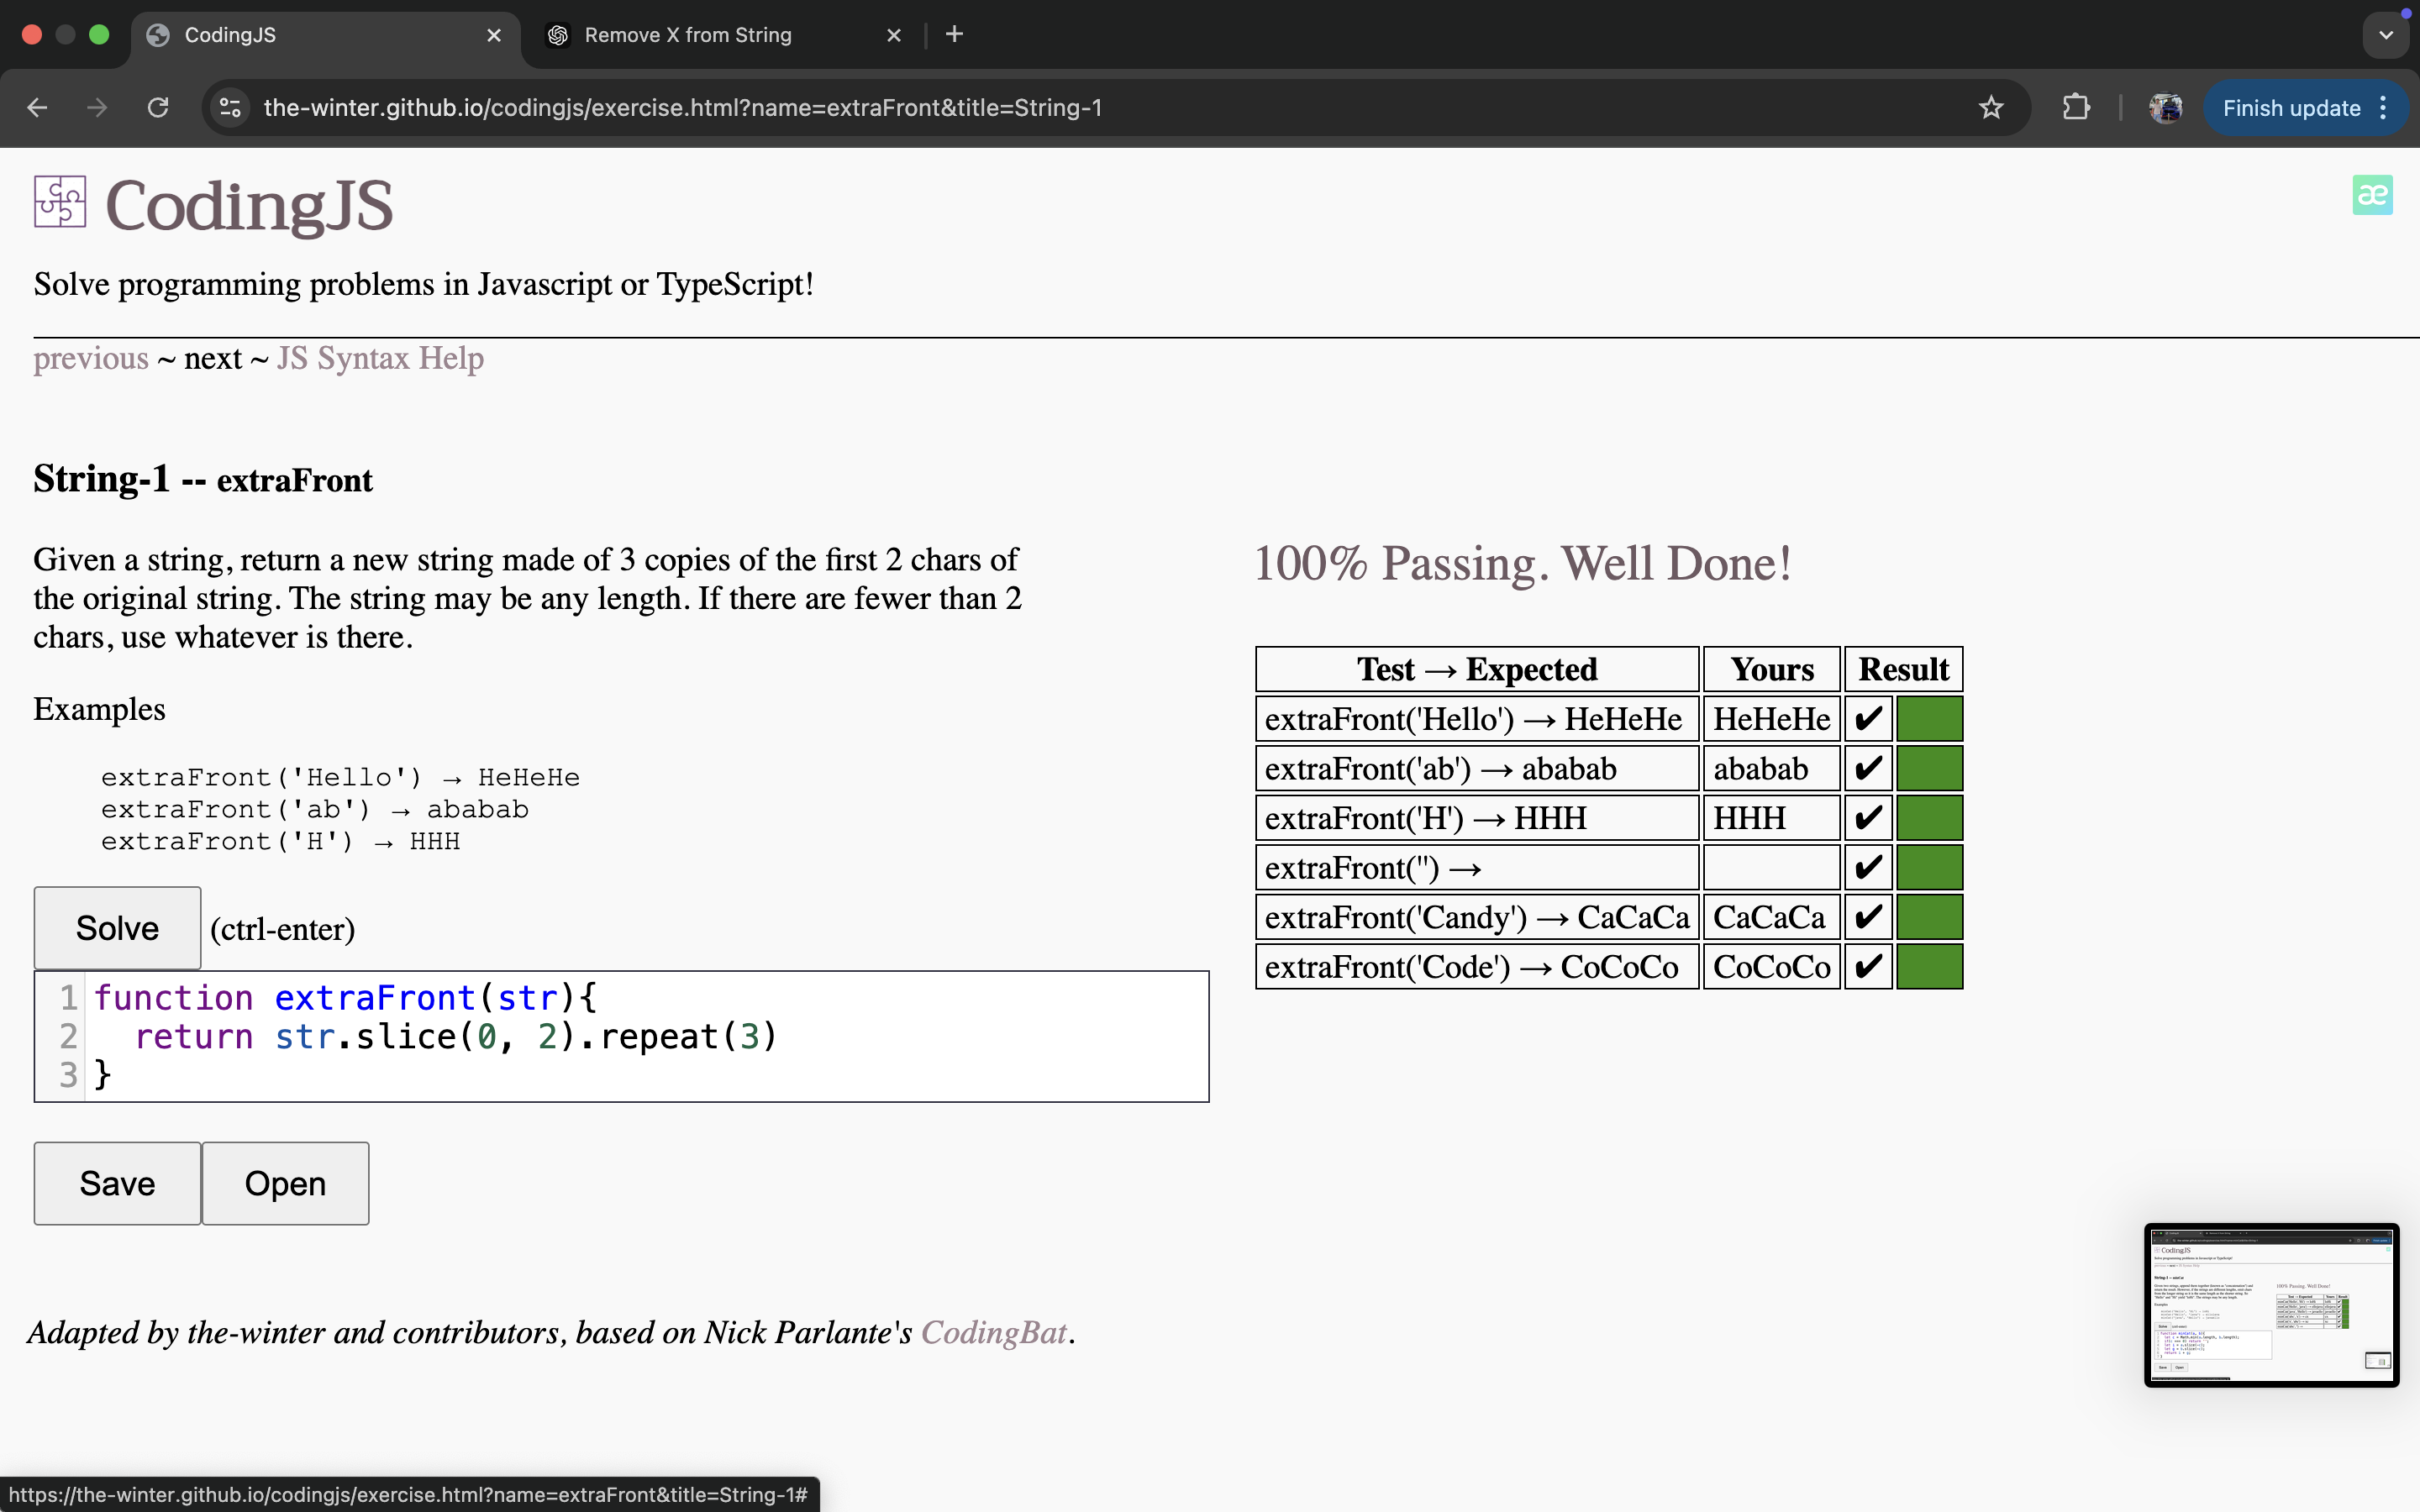 CodingJS
Remove X from String
the-winter.github.io/codingjs/exercise.html?name=extraFront&title=String-1
Finish update
CodingJS
æ
Solve programming problems in Javascript or TypeScript!
previous ~ next ~ JS Syntax Help
String-1 -- extraFront
Given a string, return a new string made of 3 copies of the first 2 chars of
the original string. The string may be any length. If there are fewer than 2
chars, use whatever is there.
Examples
extraFront('Hello') → HeHeHe
extraFront('ab') → ababab
extraFront('H') → HHH
Solve (ctrl-enter)
1 function extraFront(str){
2 return str.slice(0, 2).repeat(3)
3 }
Save Open
100% Passing. Well Done!
Test → Expected Yours Result
extraFront('Hello') → HeHeHe HeHeHe ✔
extraFront('ab') → ababab ababab ✔
extraFront('H') → HHH HHH ✔
extraFront('') → ✔
extraFront('Candy') → CaCaCa CaCaCa ✔
extraFront('Code') → CoCoCo CoCoCo ✔
Adapted by the-winter and contributors, based on Nick Parlante's CodingBat.
CodingJS
100% Passing. Well Done!
https://the-winter.github.io/codingjs/exercise.html?name=extraFront&title=String-1#